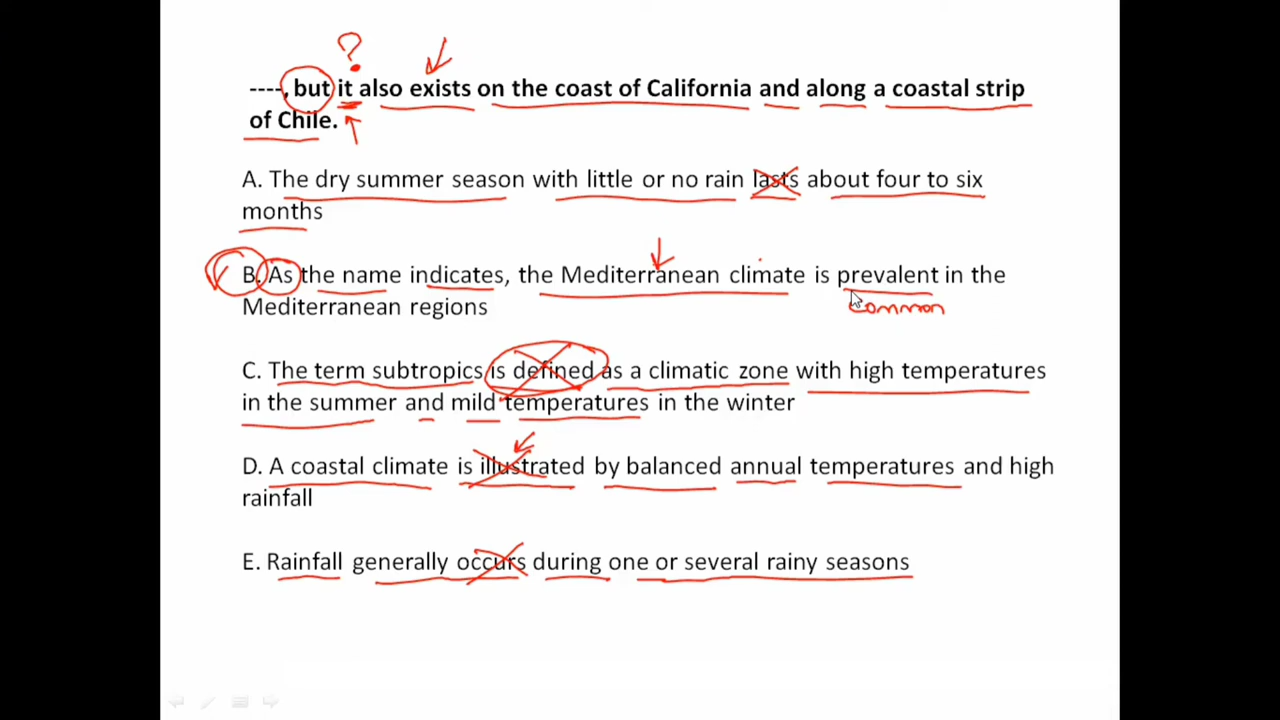 ?
----, but it also exists on the coast of California and along a coastal strip
of Chile.
A. The dry summer season with little or no rain lasts about four to six
months
B. As the name indicates, the Mediterranean climate is prevalent in the
Mediterranean regions
common
C. The term subtropics is defined as a climatic zone with high temperatures
in the summer and mild temperatures in the winter
D. A coastal climate is illustrated by balanced annual temperatures and high
rainfall
E. Rainfall generally occurs during one or several rainy seasons